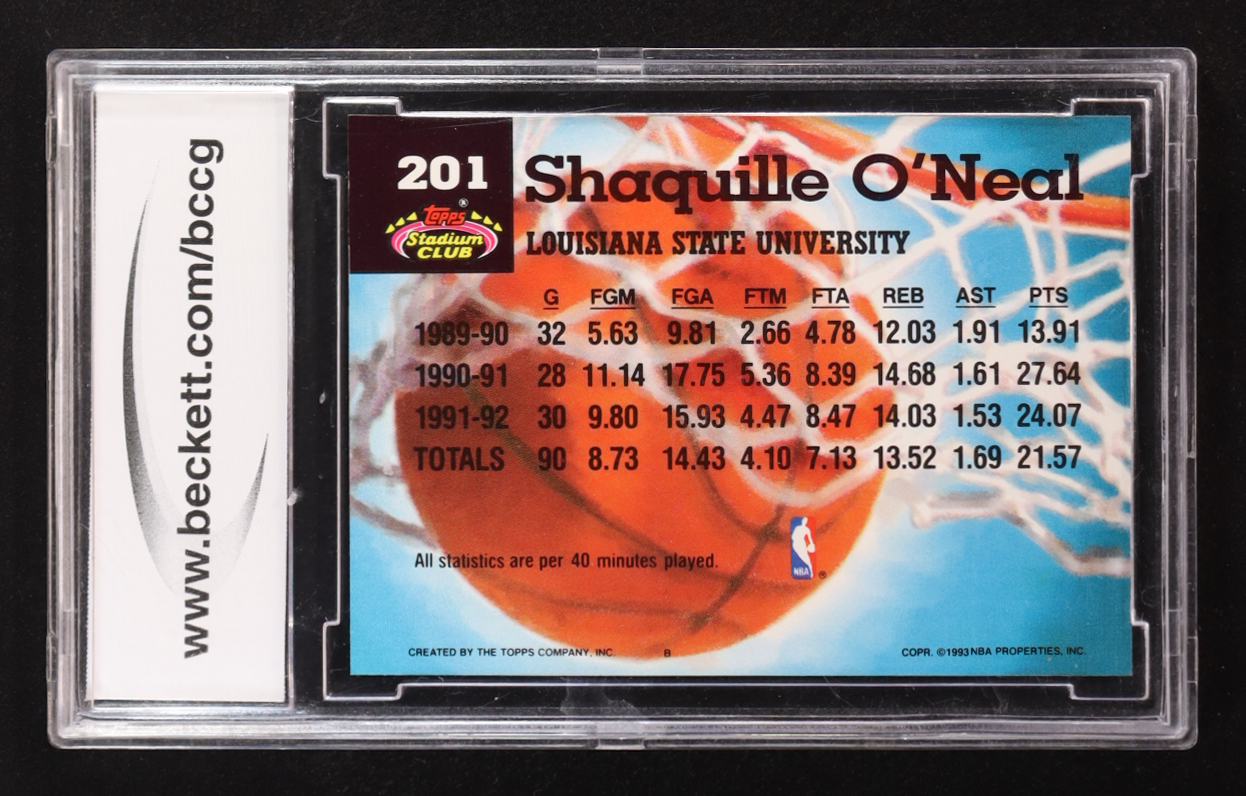 www.beckett.com/bccg
201
Topps®
Stadium
CLUB
Shaquille O'Neal
LOUISIANA STATE UNIVERSITY
G FGM FGA FTM FTA REB AST PTS
1989-90 32 5.63 9.81 2.66 4.78 12.03 1.91 13.91
1990-91 28 11.14 17.75 5.36 8.39 14.68 1.61 27.64
1991-92 30 9.80 15.93 4.47 8.47 14.03 1.53 24.07
TOTALS 90 8.73 14.43 4.10 7.13 13.52 1.69 21.57
All statistics are per 40 minutes played.
NBA ®
CREATED BY THE TOPPS COMPANY, INC. B COPR. ©1993 NBA PROPERTIES, INC.